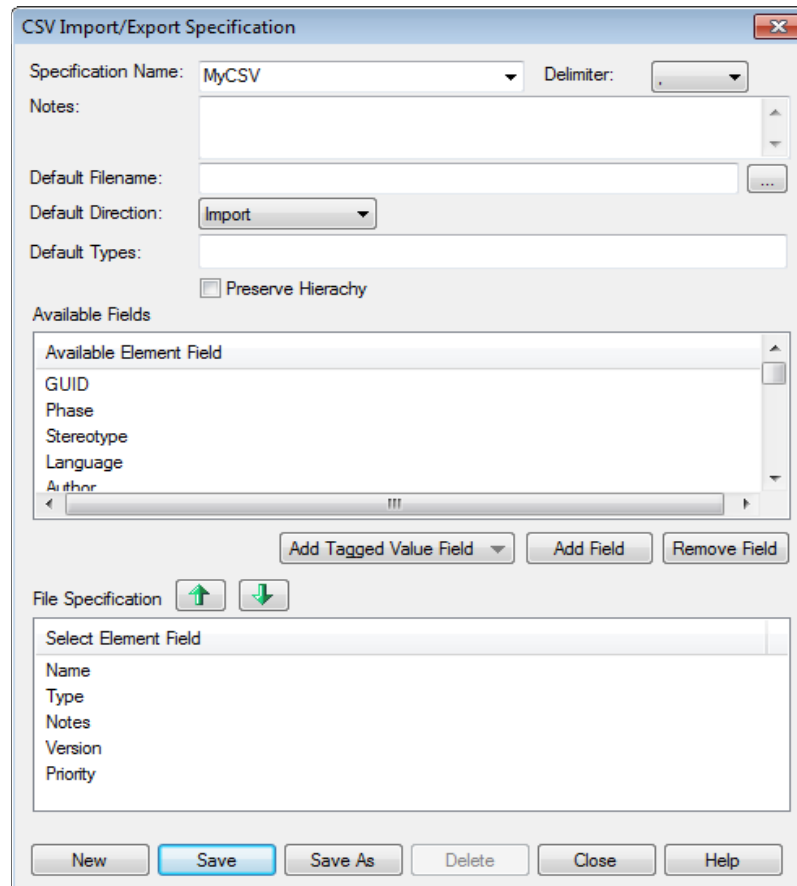 CSV Import/Export Specification
Specification Name: MyCSV Delimiter: ,
Notes:
Default Filename: ...
Default Direction: Import
Default Types:
Preserve Hierachy
Available Fields
Available Element Field
GUID
Phase
Stereotype
Language
Author
Add Tagged Value Field Add Field Remove Field
File Specification
Select Element Field
Name
Type
Notes
Version
Priority
New Save Save As Delete Close Help